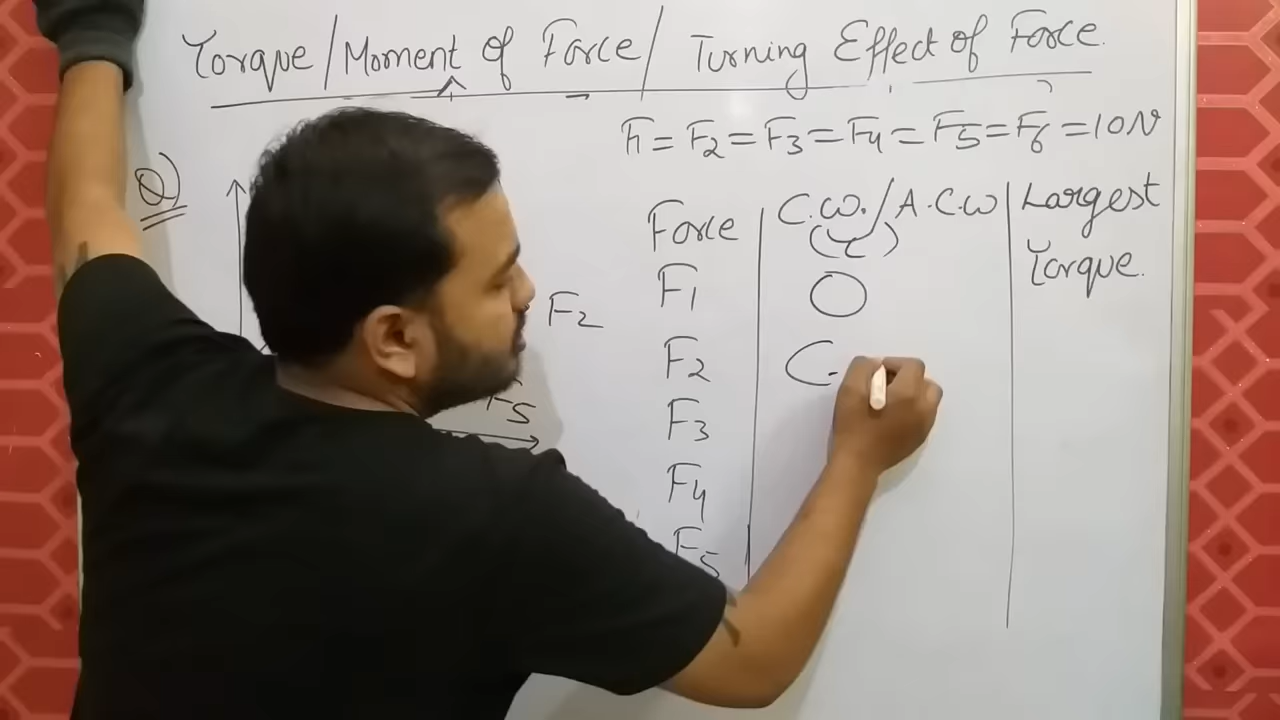 Torque / Moment of Force / Turning Effect of Force.
F1 = F2 = F3 = F4 = F5 = F6 = 10N
Q)
Force | C.W. / A.C.W | Largest Torque.
(τ)
F1 O
F2 C.
F3
F4
F5
F2
F5